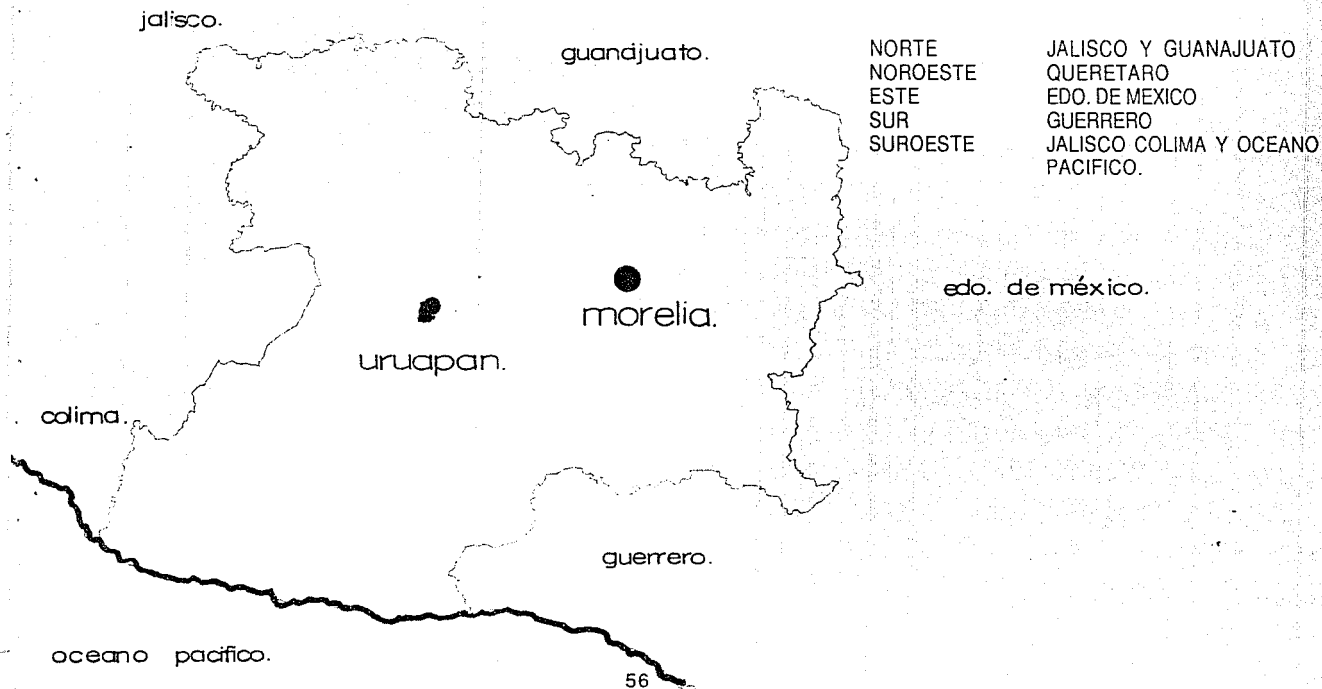 jalisco.
guanájuato.
NORTE JALISCO Y GUANAJUATO
NOROESTE QUERETARO
ESTE EDO. DE MEXICO
SUR GUERRERO
SUROESTE JALISCO COLIMA Y OCEANO
PACIFICO.
edo. de méxico.
morelia.
uruapan.
colima.
guerrero.
oceano pacifico.
56